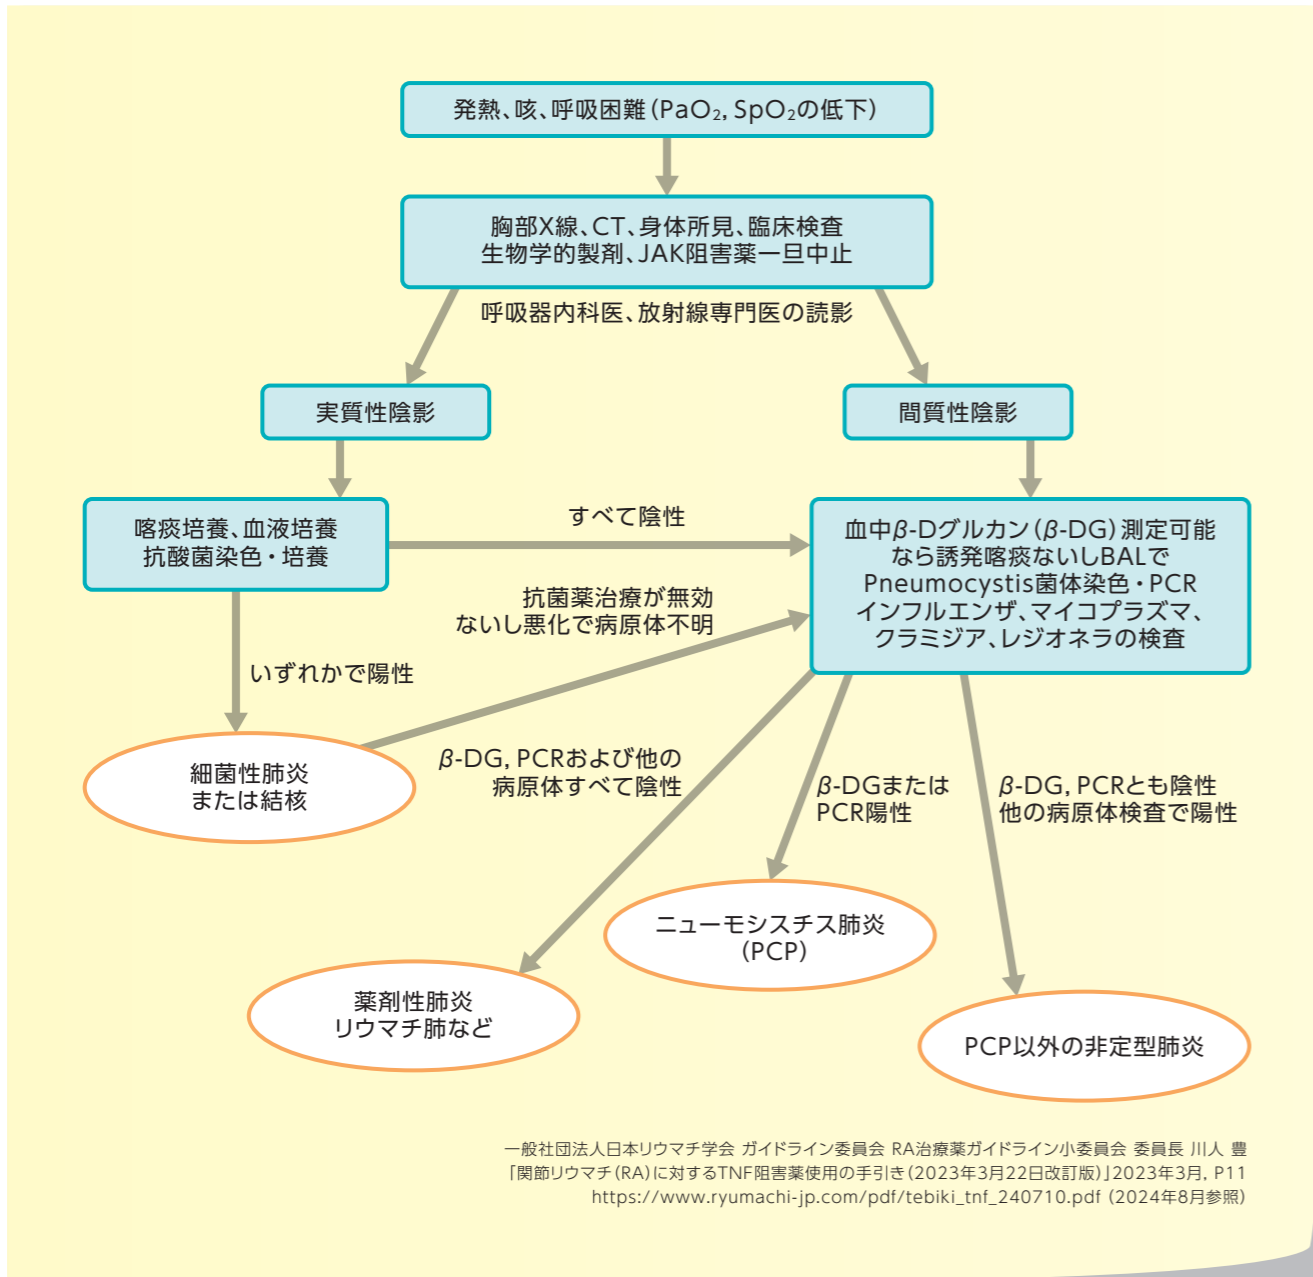 発熱、咳、呼吸困難（PaO₂, SpO₂の低下）
胸部X線、CT、身体所見、臨床検査
生物学的製剤、JAK阻害薬一旦中止
呼吸器内科医、放射線専門医の読影
実質性陰影
間質性陰影
喀痰培養、血液培養
抗酸菌染色・培養
すべて陰性
血中β-Dグルカン（β-DG）測定可能
なら誘発喀痰ないしBALで
Pneumocystis菌体染色・PCR
インフルエンザ、マイコプラズマ、
クラミジア、レジオネラの検査
抗菌薬治療が無効
ないし悪化で病原体不明
いずれかで陽性
細菌性肺炎
または結核
β-DG, PCRおよび他の
病原体すべて陰性
β-DGまたは
PCR陽性
β-DG, PCRとも陰性
他の病原体検査で陽性
ニューモシスチス肺炎
（PCP）
薬剤性肺炎
リウマチ肺など
PCP以外の非定型肺炎
一般社団法人日本リウマチ学会 ガイドライン委員会 RA治療薬ガイドライン小委員会 委員長 川人 豊
「関節リウマチ（RA）に対するTNF阻害薬使用の手引き（2023年3月22日改訂版）」2023年3月, P11
https://www.ryumachi-jp.com/pdf/tebiki_tnf_240710.pdf（2024年8月参照）